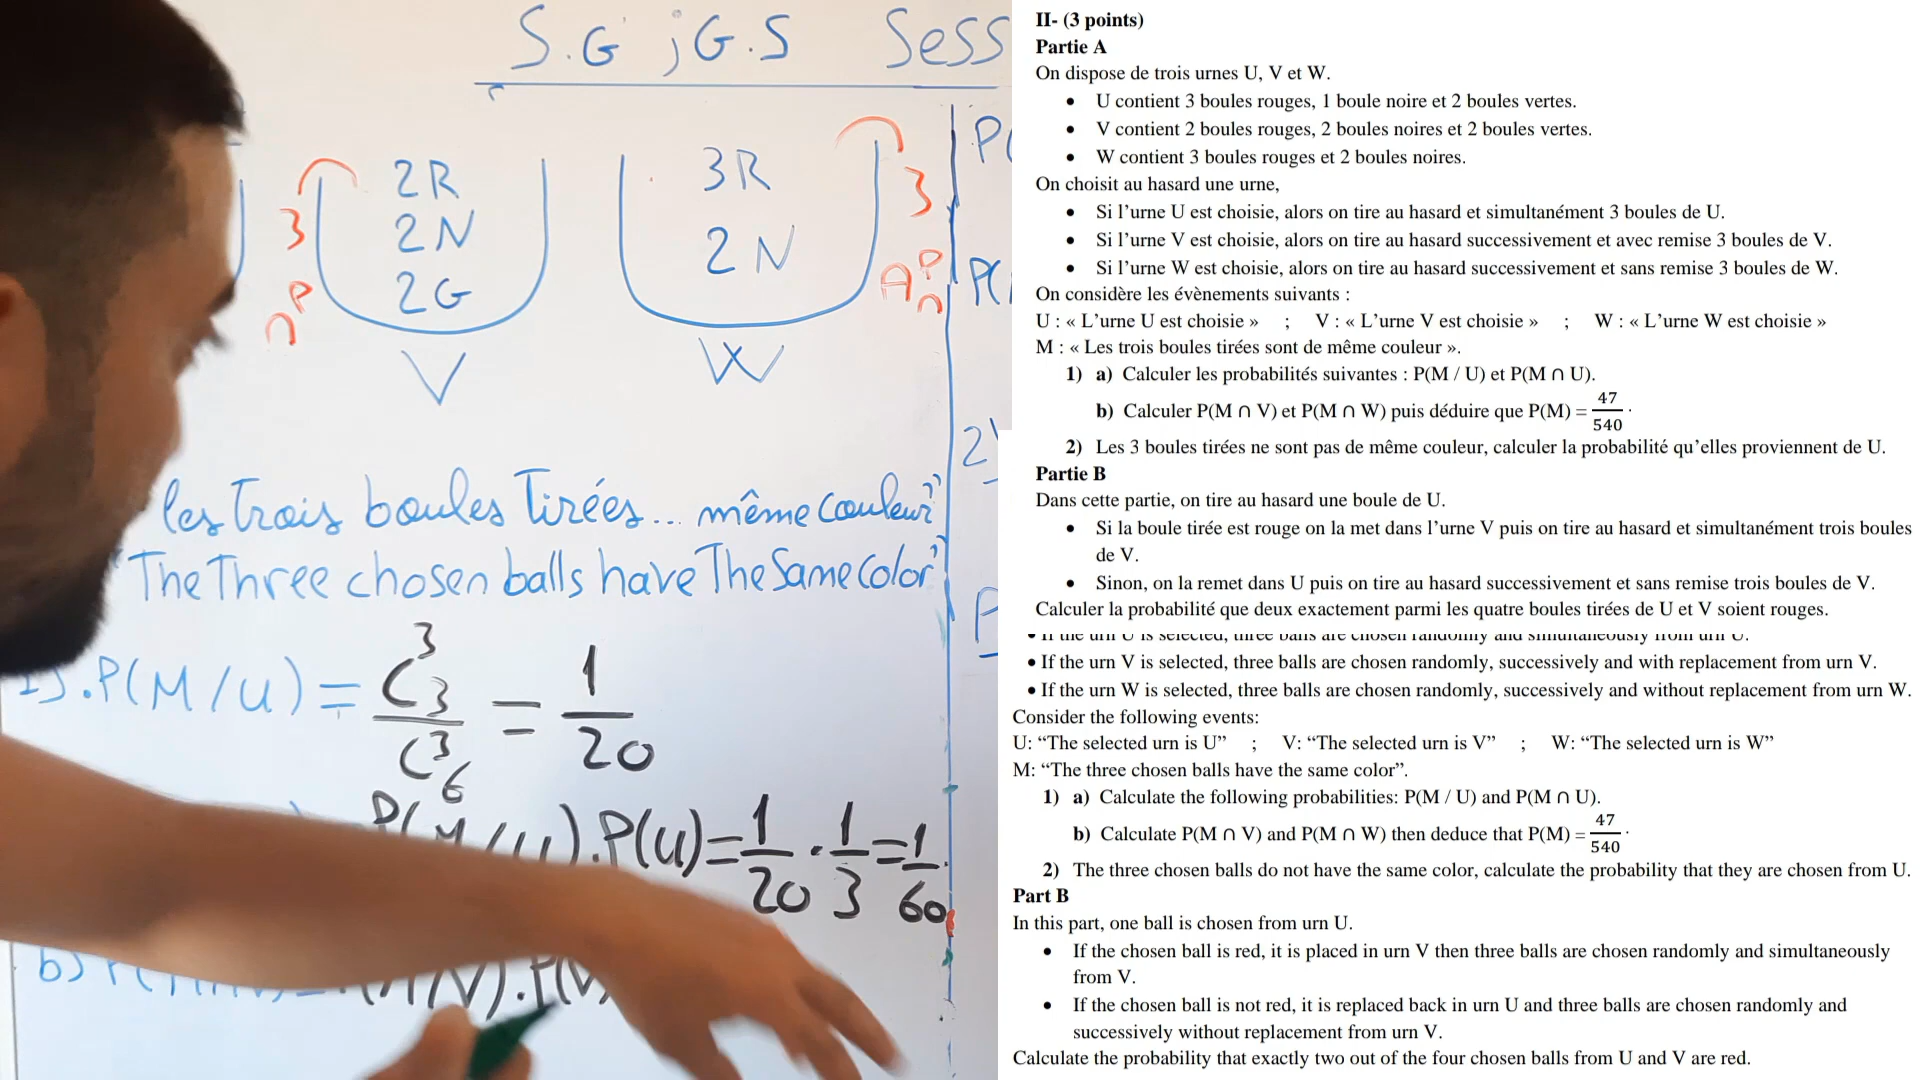 S.G ; G.S Sess
2R
2N
2G
3
n^P
V
3R
2N
3
A^P_n
W
P(
P(
2)
P
les trois boules Tirées... même couleur"
"The Three chosen balls have The Same Color"
.P(M/U) = C^3_3 / C^3_6 = 1/20
P(M/U).P(U) = 1/20 . 1/3 = 1/60
b)
(M/V).P(V)
II- (3 points)
Partie A
On dispose de trois urnes U, V et W.
• U contient 3 boules rouges, 1 boule noire et 2 boules vertes.
• V contient 2 boules rouges, 2 boules noires et 2 boules vertes.
• W contient 3 boules rouges et 2 boules noires.
On choisit au hasard une urne,
• Si l’urne U est choisie, alors on tire au hasard et simultanément 3 boules de U.
• Si l’urne V est choisie, alors on tire au hasard successivement et avec remise 3 boules de V.
• Si l’urne W est choisie, alors on tire au hasard successivement et sans remise 3 boules de W.
On considère les évènements suivants :
U : « L’urne U est choisie » ; V : « L’urne V est choisie » ; W : « L’urne W est choisie »
M : « Les trois boules tirées sont de même couleur ».
1) a) Calculer les probabilités suivantes : P(M / U) et P(M ∩ U).
b) Calculer P(M ∩ V) et P(M ∩ W) puis déduire que P(M) = 47/540 .
2) Les 3 boules tirées ne sont pas de même couleur, calculer la probabilité qu’elles proviennent de U.
Partie B
Dans cette partie, on tire au hasard une boule de U.
• Si la boule tirée est rouge on la met dans l’urne V puis on tire au hasard et simultanément trois boules
de V.
• Sinon, on la remet dans U puis on tire au hasard successivement et sans remise trois boules de V.
Calculer la probabilité que deux exactement parmi les quatre boules tirées de U et V soient rouges.
• If the urn U is selected, three balls are chosen randomly and simultaneously from urn U.
• If the urn V is selected, three balls are chosen randomly, successively and with replacement from urn V.
• If the urn W is selected, three balls are chosen randomly, successively and without replacement from urn W.
Consider the following events:
U: “The selected urn is U” ; V: “The selected urn is V” ; W: “The selected urn is W”
M: “The three chosen balls have the same color”.
1) a) Calculate the following probabilities: P(M / U) and P(M ∩ U).
b) Calculate P(M ∩ V) and P(M ∩ W) then deduce that P(M) = 47/540 .
2) The three chosen balls do not have the same color, calculate the probability that they are chosen from U.
Part B
In this part, one ball is chosen from urn U.
• If the chosen ball is red, it is placed in urn V then three balls are chosen randomly and simultaneously
from V.
• If the chosen ball is not red, it is replaced back in urn U and three balls are chosen randomly and
successively without replacement from urn V.
Calculate the probability that exactly two out of the four chosen balls from U and V are red.